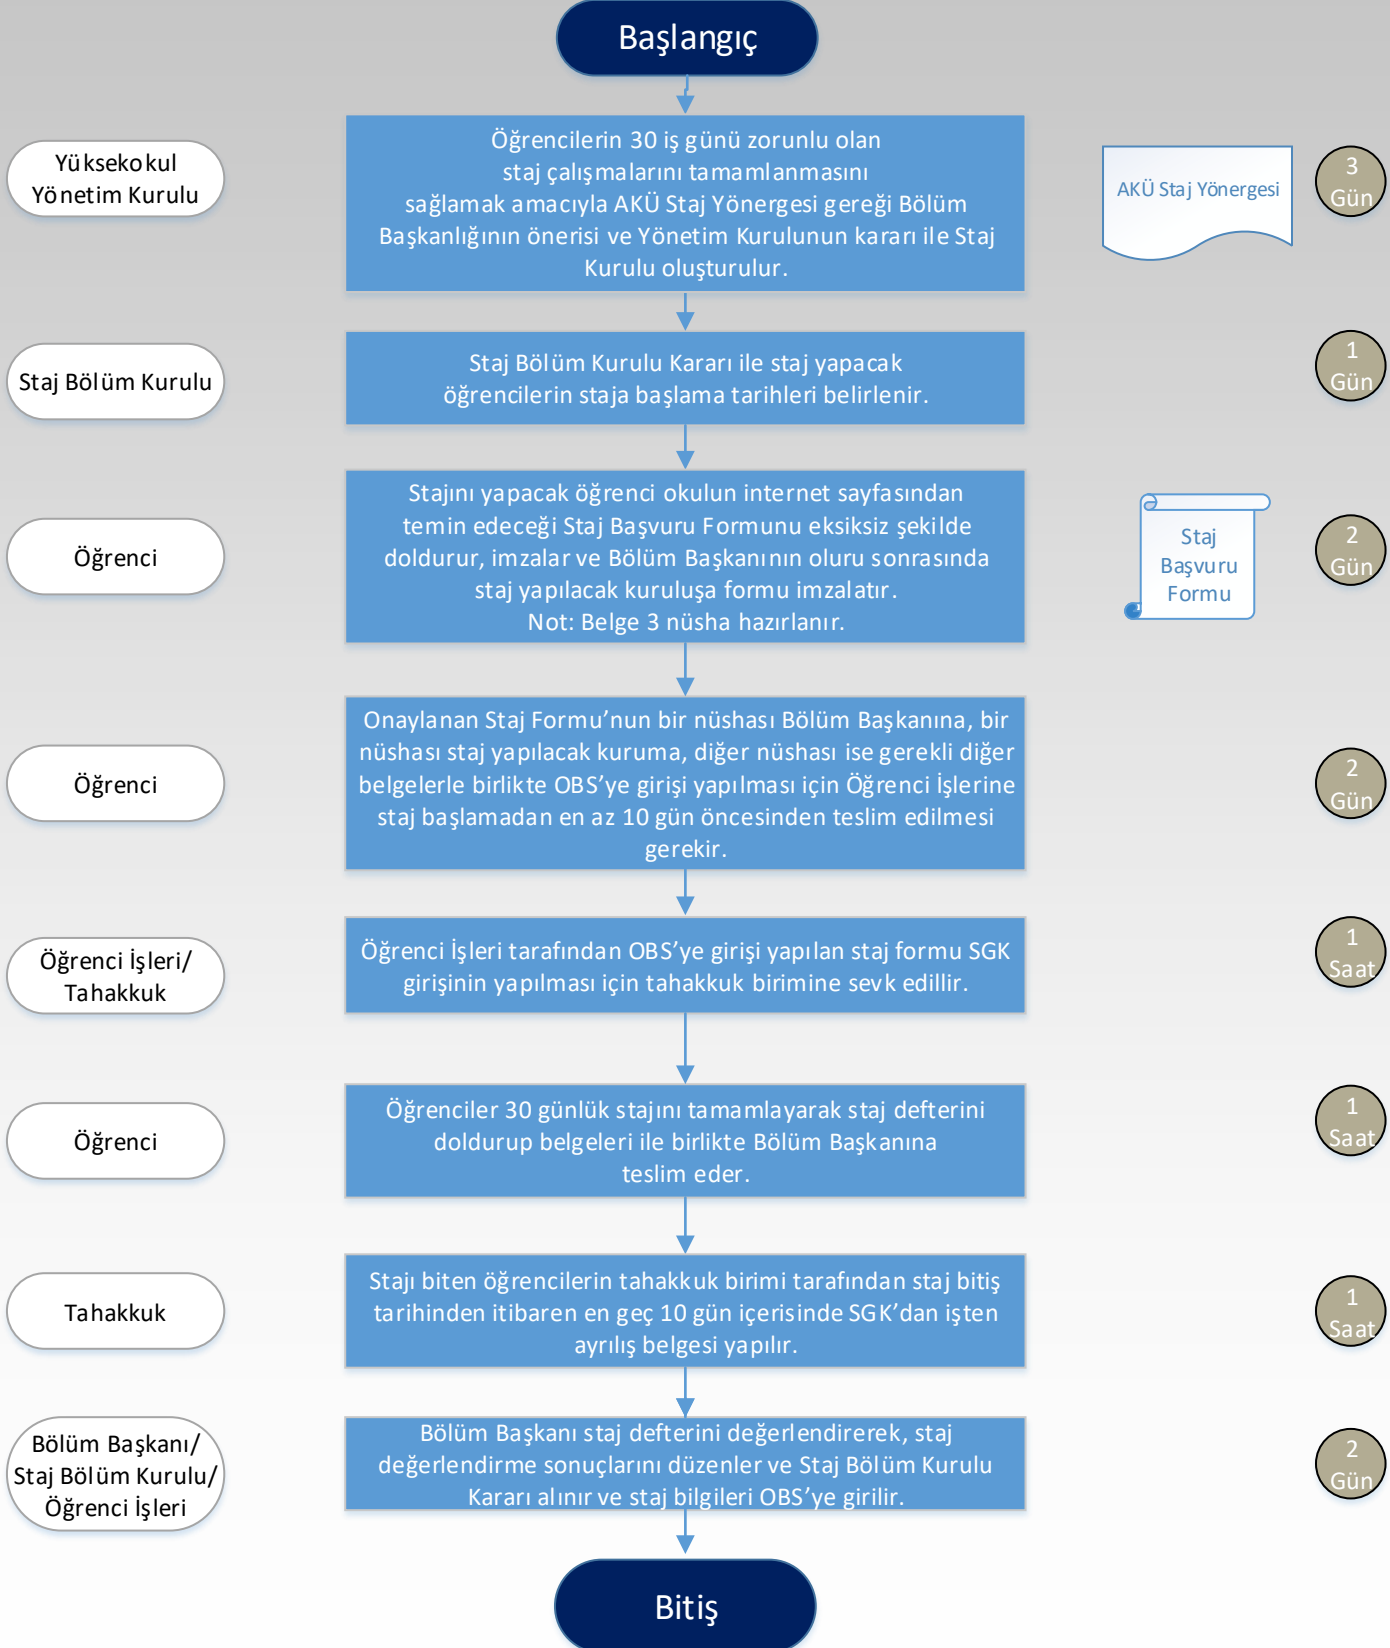 Başlangıç
Yüksekokul
Yönetim Kurulu
Öğrencilerin 30 iş günü zorunlu olan
staj çalışmalarını tamamlanmasını
sağlamak amacıyla AKÜ Staj Yönergesi gereği Bölüm
Başkanlığının önerisi ve Yönetim Kurulunun kararı ile Staj
Kurulu oluşturulur.
AKÜ Staj Yönergesi
3
Gün
Staj Bölüm Kurulu
Staj Bölüm Kurulu Kararı ile staj yapacak
öğrencilerin staja başlama tarihleri belirlenir.
1
Gün
Öğrenci
Stajını yapacak öğrenci okulun internet sayfasından
temin edeceği Staj Başvuru Formunu eksiksiz şekilde
doldurur, imzalar ve Bölüm Başkanının oluru sonrasında
staj yapılacak kuruluşa formu imzalatır.
Not: Belge 3 nüsha hazırlanır.
Staj
Başvuru
Formu
2
Gün
Öğrenci
Onaylanan Staj Formu’nun bir nüshası Bölüm Başkanına, bir
nüshası staj yapılacak kuruma, diğer nüshası ise gerekli diğer
belgelerle birlikte OBS’ye girişi yapılması için Öğrenci İşlerine
staj başlamadan en az 10 gün öncesinden teslim edilmesi
gerekir.
2
Gün
Öğrenci İşleri/
Tahakkuk
Öğrenci İşleri tarafından OBS’ye girişi yapılan staj formu SGK
girişinin yapılması için tahakkuk birimine sevk edillir.
1
Saat
Öğrenci
Öğrenciler 30 günlük stajını tamamlayarak staj defterini
doldurup belgeleri ile birlikte Bölüm Başkanına
teslim eder.
1
Saat
Tahakkuk
Stajı biten öğrencilerin tahakkuk birimi tarafından staj bitiş
tarihinden itibaren en geç 10 gün içerisinde SGK’dan işten
ayrılış belgesi yapılır.
1
Saat
Bölüm Başkanı/
Staj Bölüm Kurulu/
Öğrenci İşleri
Bölüm Başkanı staj defterini değerlendirerek, staj
değerlendirme sonuçlarını düzenler ve Staj Bölüm Kurulu
Kararı alınır ve staj bilgileri OBS’ye girilir.
2
Gün
Bitiş